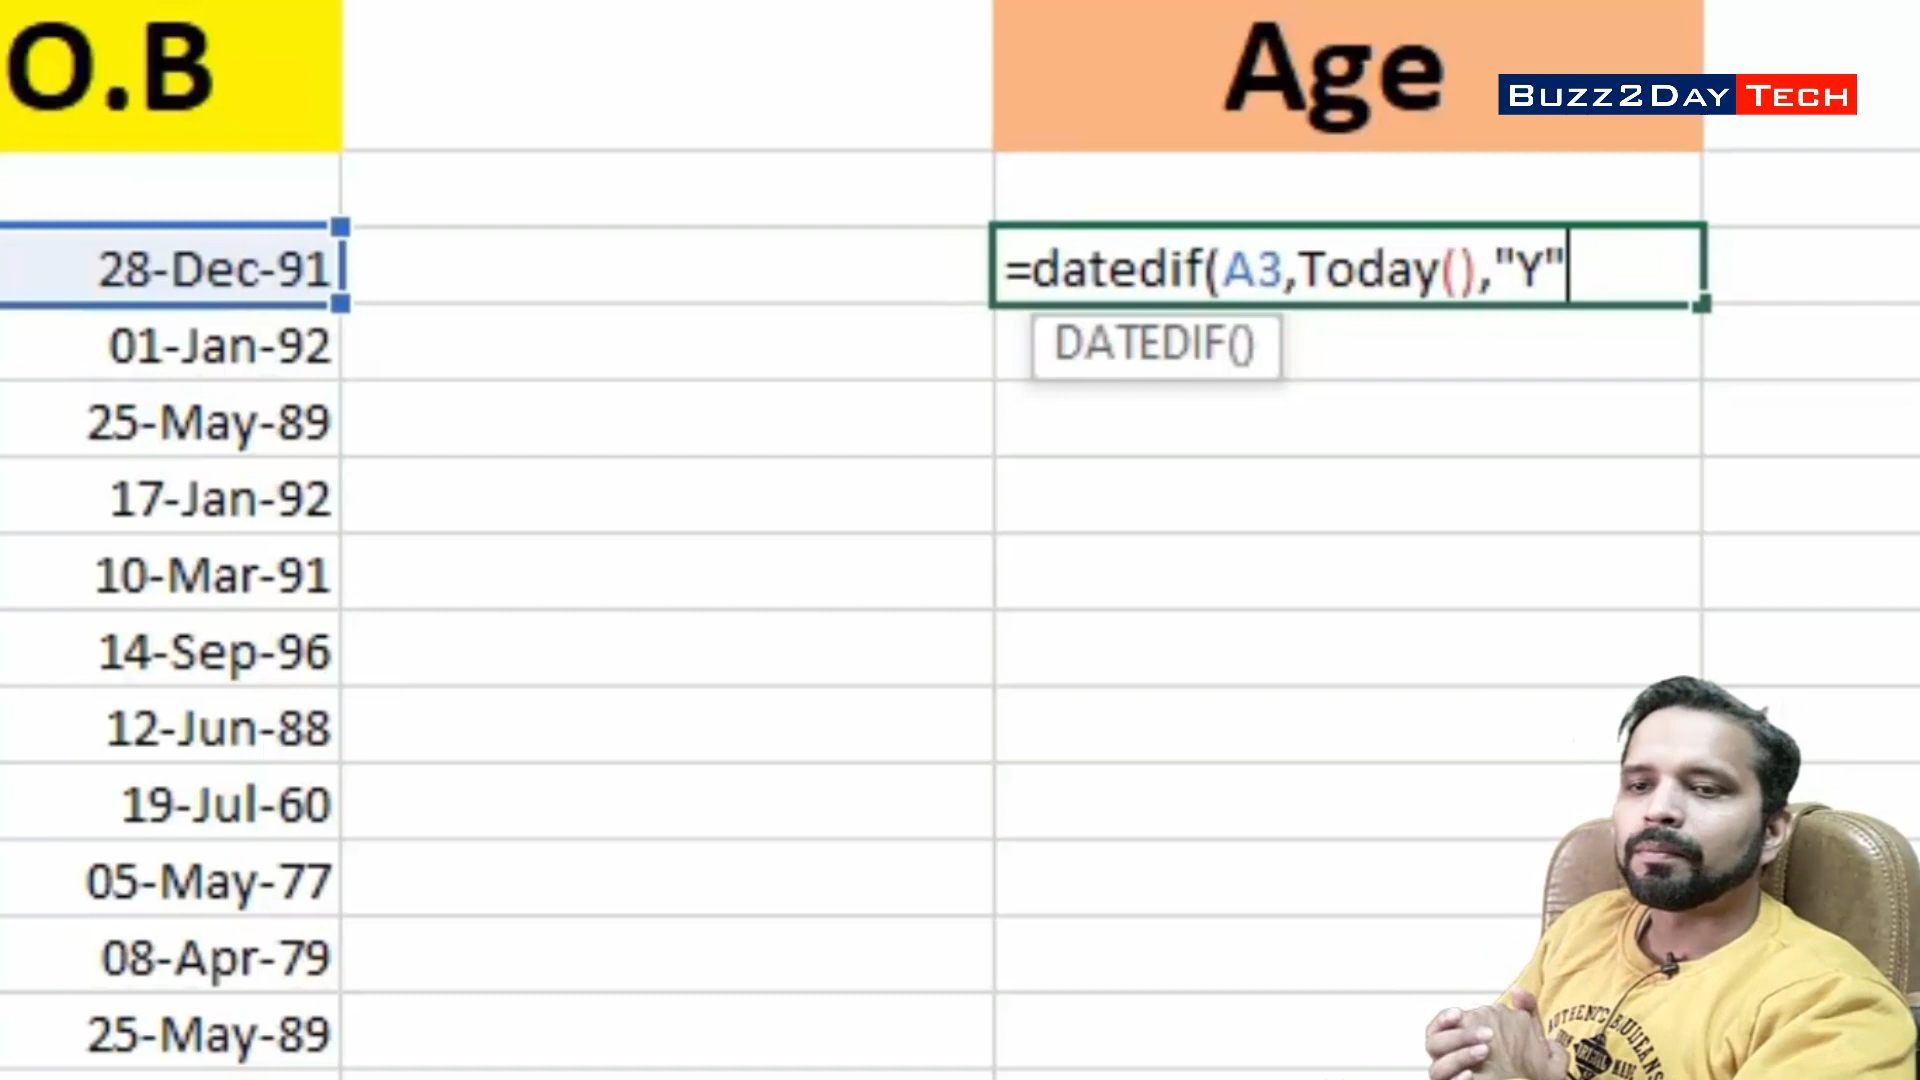 O.B
Age
Buzz2Day Tech
28-Dec-91
=datedif(A3,Today(),"Y"
01-Jan-92
DATEDIF()
25-May-89
17-Jan-92
10-Mar-91
14-Sep-96
12-Jun-88
19-Jul-60
05-May-77
08-Apr-79
25-May-89
AUTHENTIC